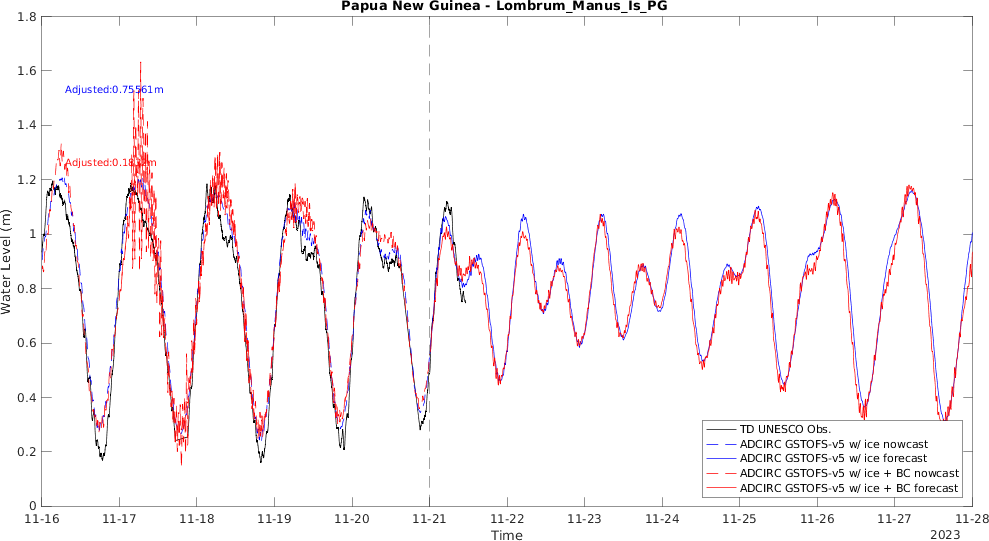 Papua New Guinea - Lombrum_Manus_Is_PG
Water Level (m)
1.8
1.6
1.4
1.2
1
0.8
0.6
0.4
0.2
0
Adjusted:0.75561m
TD UNESCO Obs.
ADCIRC GSTOFS-v5 w/ ice nowcast
ADCIRC GSTOFS-v5 w/ ice forecast
ADCIRC GSTOFS-v5 w/ ice + BC nowcast
ADCIRC GSTOFS-v5 w/ ice + BC forecast
11-16 11-17 11-18 11-19 11-20 11-21 11-22 11-23 11-24 11-25 11-26 11-27 11-28
Time
2023